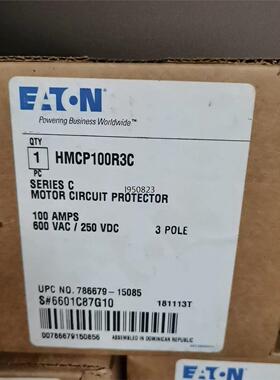 EATON
Powering Business Worldwide™
QTY
1 HMCP100R3C
PC
SERIES C
I950823
MOTOR CIRCUIT PROTECTOR
100 AMPS
600 VAC / 250 VDC 3 POLE
UPC NO. 786679-15085
S#6601C87G10 181113T
00786679150856 ASSEMBLED IN DOMINICAN REPUBLIC
EATON